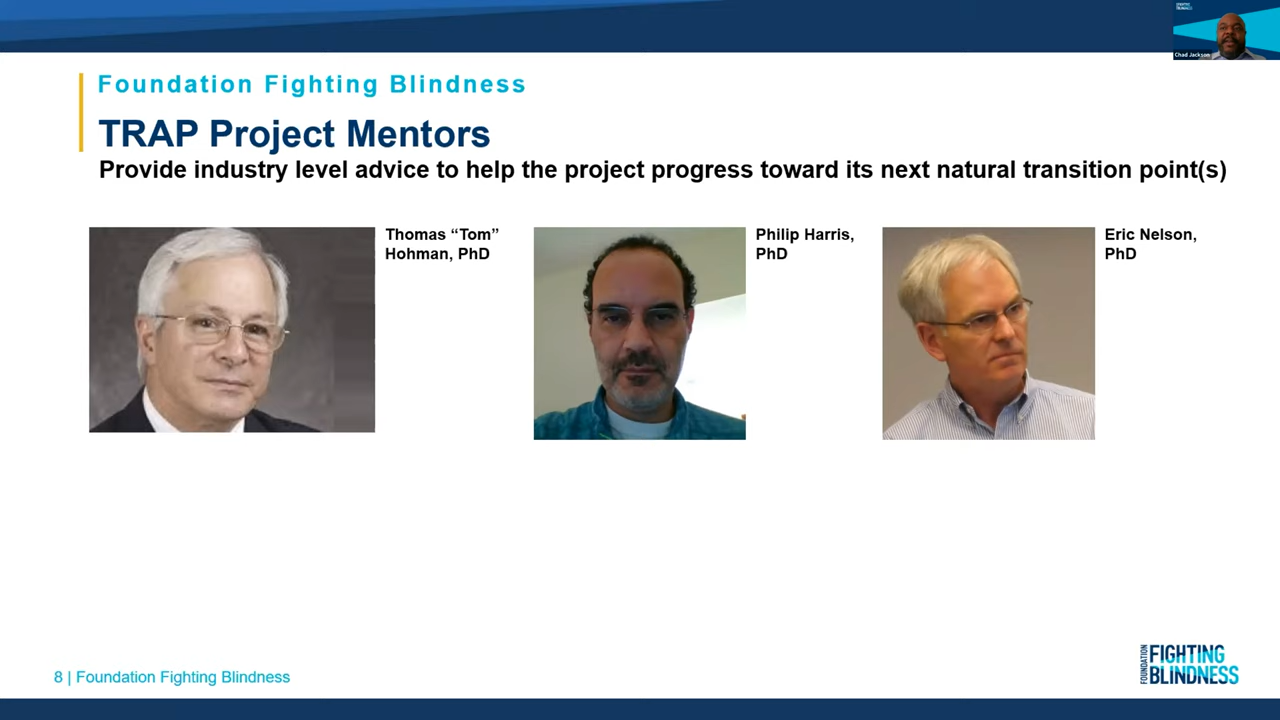 Chad Jackson
Foundation Fighting Blindness
TRAP Project Mentors
Provide industry level advice to help the project progress toward its next natural transition point(s)
Thomas “Tom”
Hohman, PhD
Philip Harris,
PhD
Eric Nelson,
PhD
8 | Foundation Fighting Blindness
FOUNDATION
FIGHTING
BLINDNESS